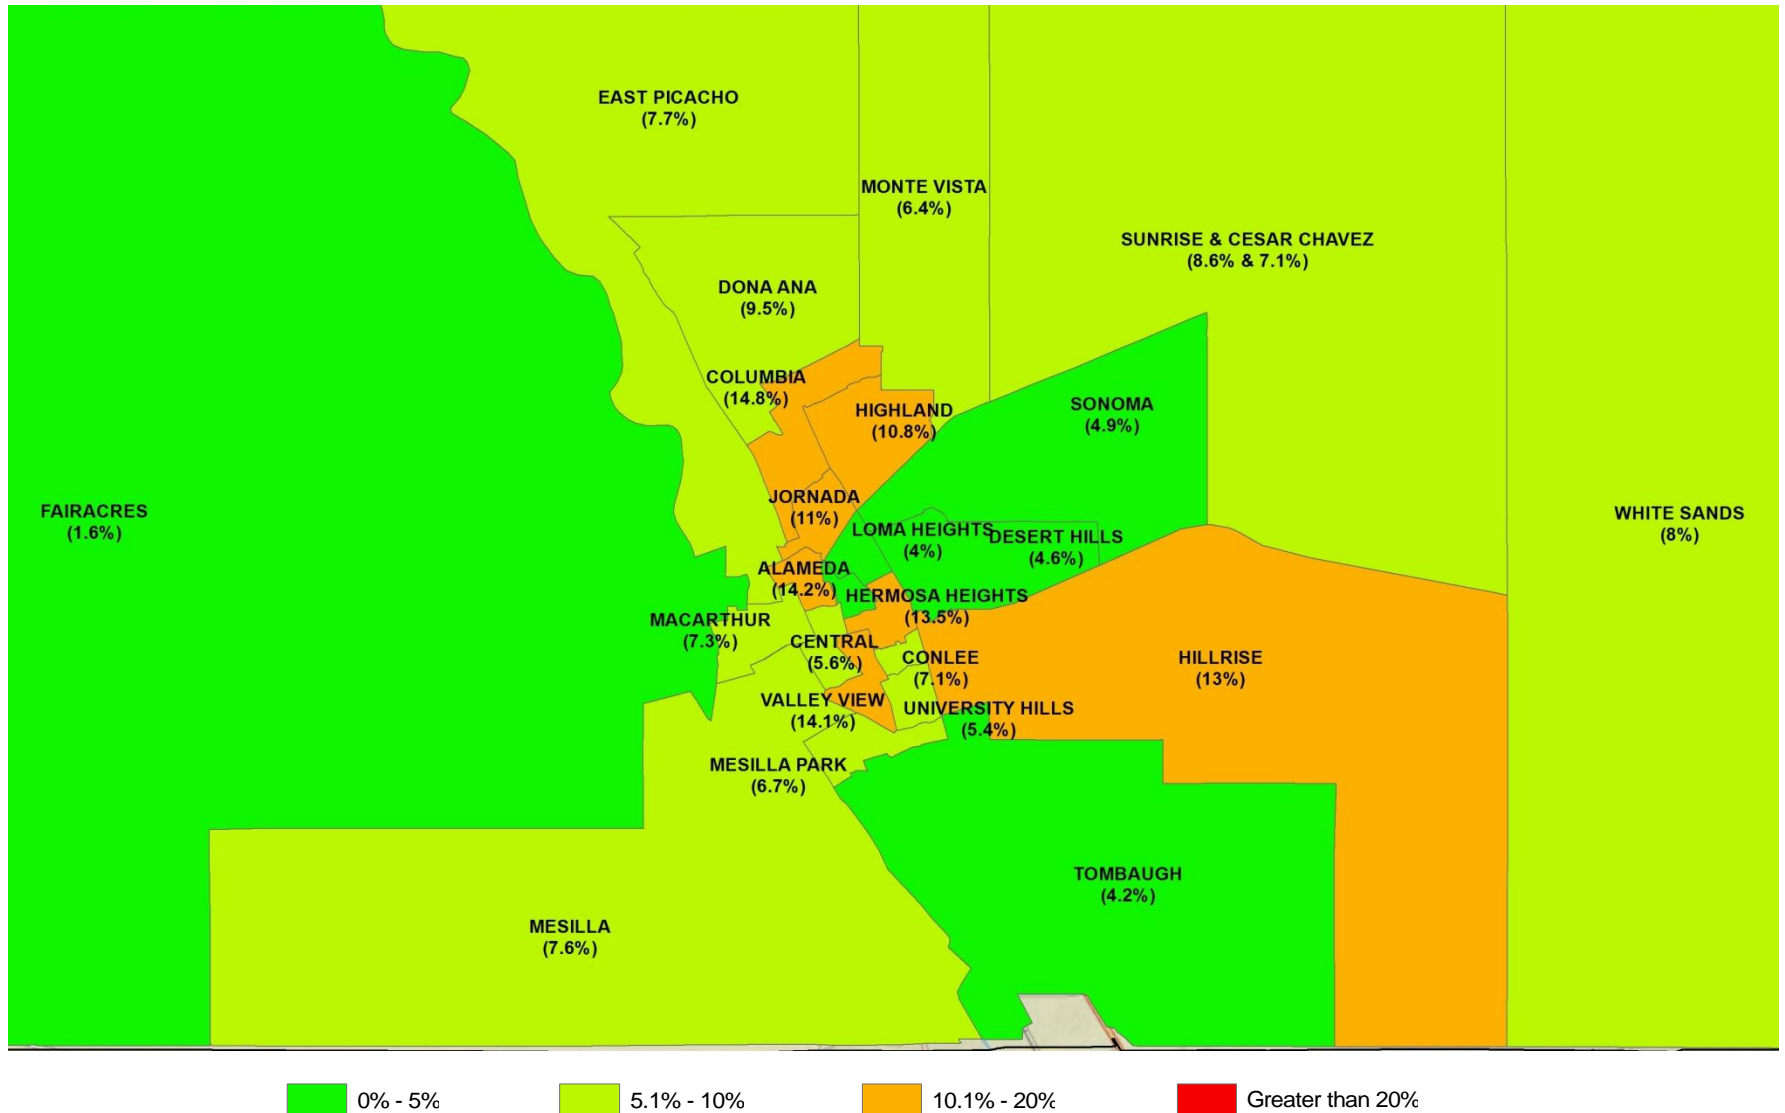 EAST PICACHO
(7.7%)
MONTE VISTA
(6.4%)
SUNRISE & CESAR CHAVEZ
(8.6% & 7.1%)
DONA ANA
(9.5%)
COLUMBIA
(14.8%)
HIGHLAND
(10.8%)
SONOMA
(4.9%)
JORNADA
(11%)
FAIRACRES
(1.6%)
WHITE SANDS
(8%)
LOMA HEIGHTS
(4%)
DESERT HILLS
(4.6%)
ALAMEDA
(14.2%)
HERMOSA HEIGHTS
(13.5%)
MACARTHUR
(7.3%)
CENTRAL
(5.6%)
CONLEE
(7.1%)
HILLRISE
(13%)
VALLEY VIEW
(14.1%)
UNIVERSITY HILLS
(5.4%)
MESILLA PARK
(6.7%)
TOMBAUGH
(4.2%)
MESILLA
(7.6%)
0% - 5%
5.1% - 10%
10.1% - 20%
Greater than 20%